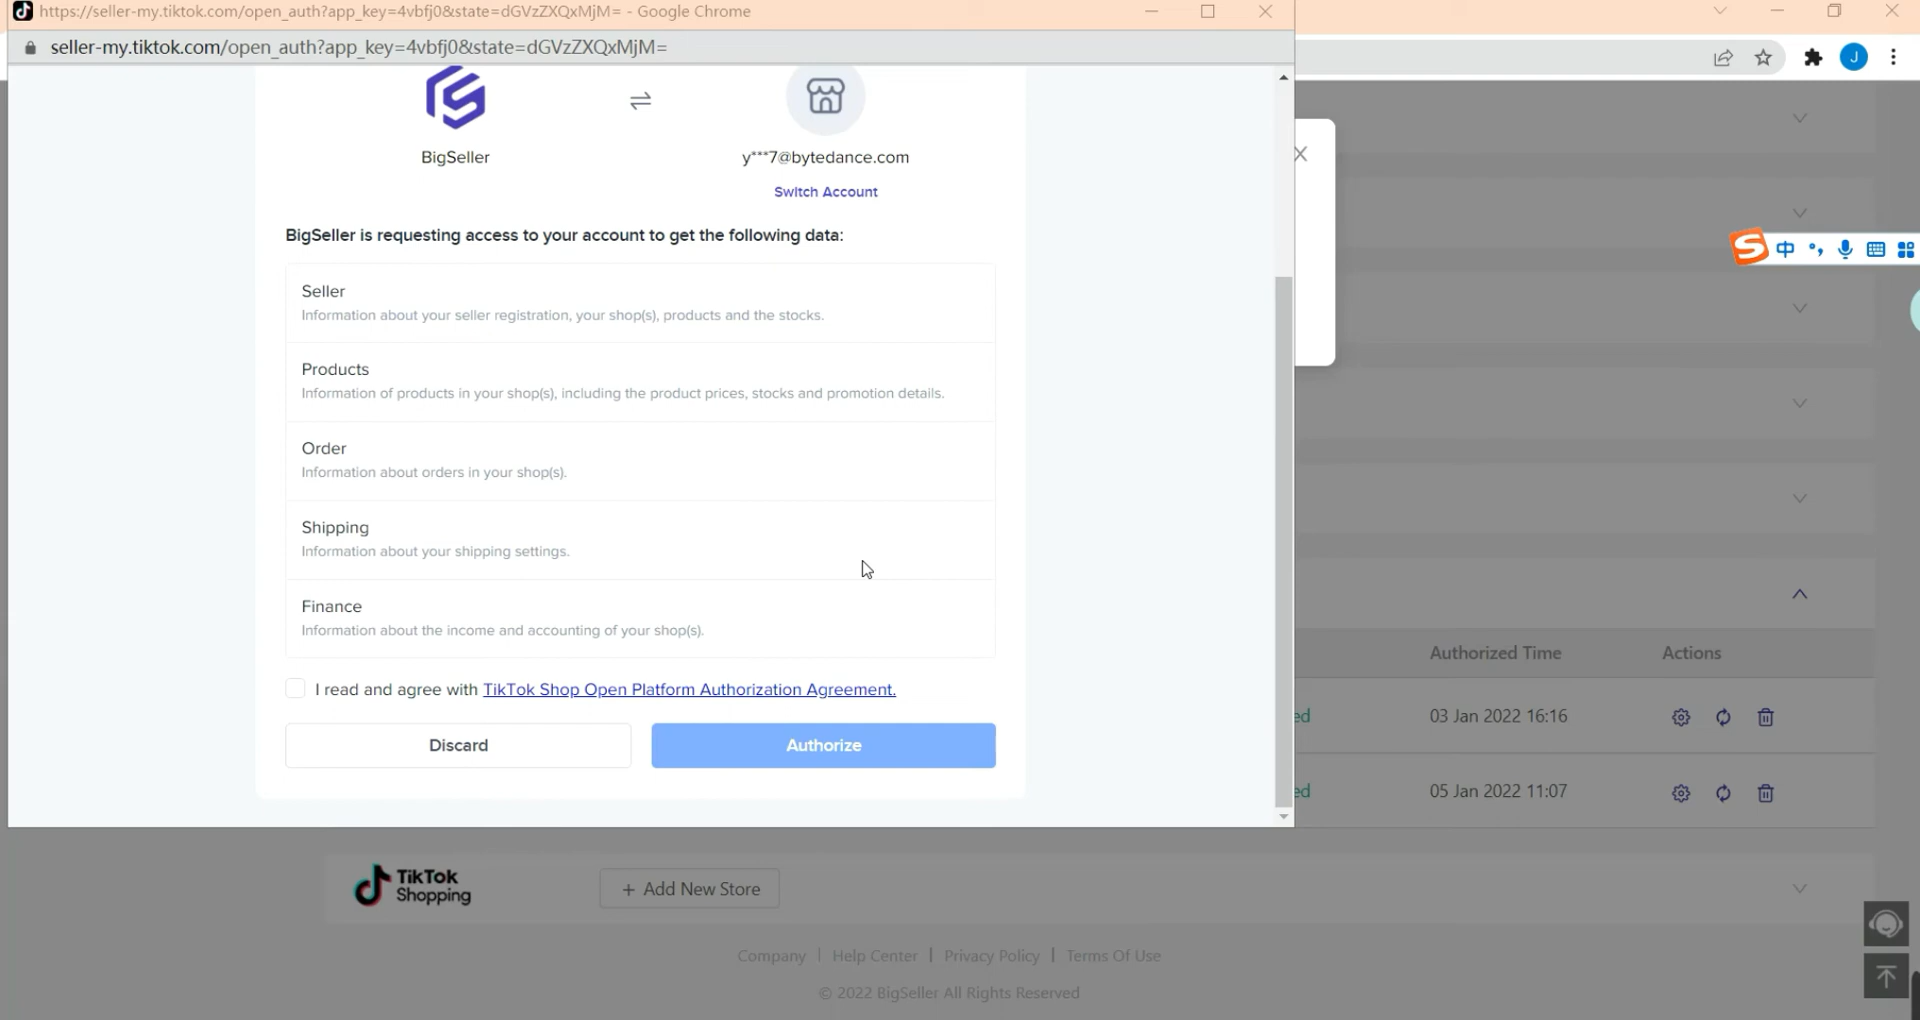 https://seller-my.tiktok.com/open_auth?app_key=4vbfj0&state=dGVzZXQxMjM= - Google Chrome
seller-my.tiktok.com/open_auth?app_key=4vbfj0&state=dGVzZXQxMjM=
J
BigSeller
y***7@bytedance.com
Switch Account
BigSeller is requesting access to your account to get the following data:
Seller
Information about your seller registration, your shop(s), products and the stocks.
Products
Information of products in your shop(s), including the product prices, stocks and promotion details.
Order
Information about orders in your shop(s).
Shipping
Information about your shipping settings.
Finance
Information about the income and accounting of your shop(s).
I read and agree with TikTok Shop Open Platform Authorization Agreement.
Discard
Authorize
中
Authorized Time
Actions
ed
03 Jan 2022 16:16
ed
05 Jan 2022 11:07
TikTok
Shopping
+ Add New Store
Company | Help Center | Privacy Policy | Terms Of Use
© 2022 BigSeller All Rights Reserved